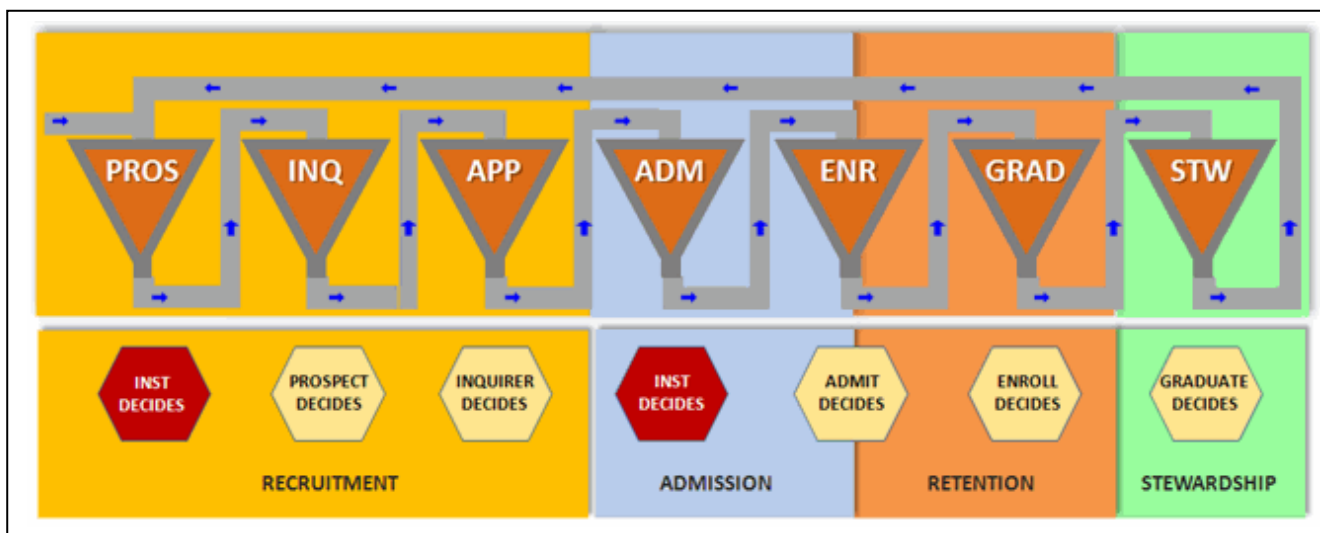 PROS
INQ
APP
ADM
ENR
GRAD
STW
INST
DECIDES
PROSPECT
DECIDES
INQUIRER
DECIDES
INST
DECIDES
ADMIT
DECIDES
ENROLL
DECIDES
GRADUATE
DECIDES
RECRUITMENT
ADMISSION
RETENTION
STEWARDSHIP